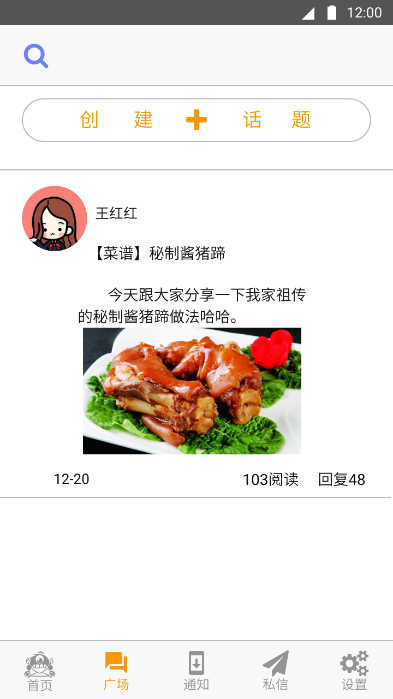 12:00
创 建 话 题
王红红
【菜谱】秘制酱猪蹄
今天跟大家分享一下我家祖传
的秘制酱猪蹄做法哈哈。
12-20 103阅读 回复48
首页 广场 通知 私信 设置